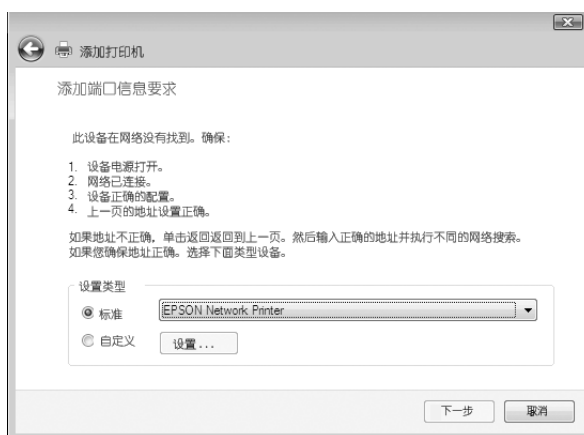 添加打印机
添加端口信息要求
此设备在网络没有找到。确保：
1. 设备电源打开。
2. 网络已连接。
3. 设备正确的配置。
4. 上一页的地址设置正确。
如果地址不正确，单击返回返回到上一页。然后输入正确的地址并执行不同的网络搜索。
如果您确保地址正确。选择下面类型设备。
设置类型
标准 EPSON Network Printer
自定义 设置...
下一步 取消